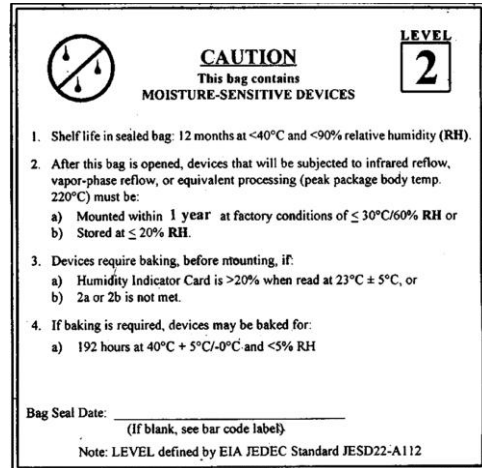 LEVEL
2
CAUTION
This bag contains
MOISTURE-SENSITIVE DEVICES
1. Shelf life in sealed bag: 12 months at <40°C and <90% relative humidity (RH).
2. After this bag is opened, devices that will be subjected to infrared reflow,
vapor-phase reflow, or equivalent processing (peak package body temp.
220°C) must be:
a) Mounted within 1 year at factory conditions of ≤ 30°C/60% RH or
b) Stored at ≤ 20% RH.
3. Devices require baking, before mounting, if:
a) Humidity Indicator Card is >20% when read at 23°C ± 5°C, or
b) 2a or 2b is not met.
4. If baking is required, devices may be baked for:
a) 192 hours at 40°C + 5°C/-0°C and <5% RH
Bag Seal Date:
(If blank, see bar code label)
Note: LEVEL defined by EIA JEDEC Standard JESD22-A112